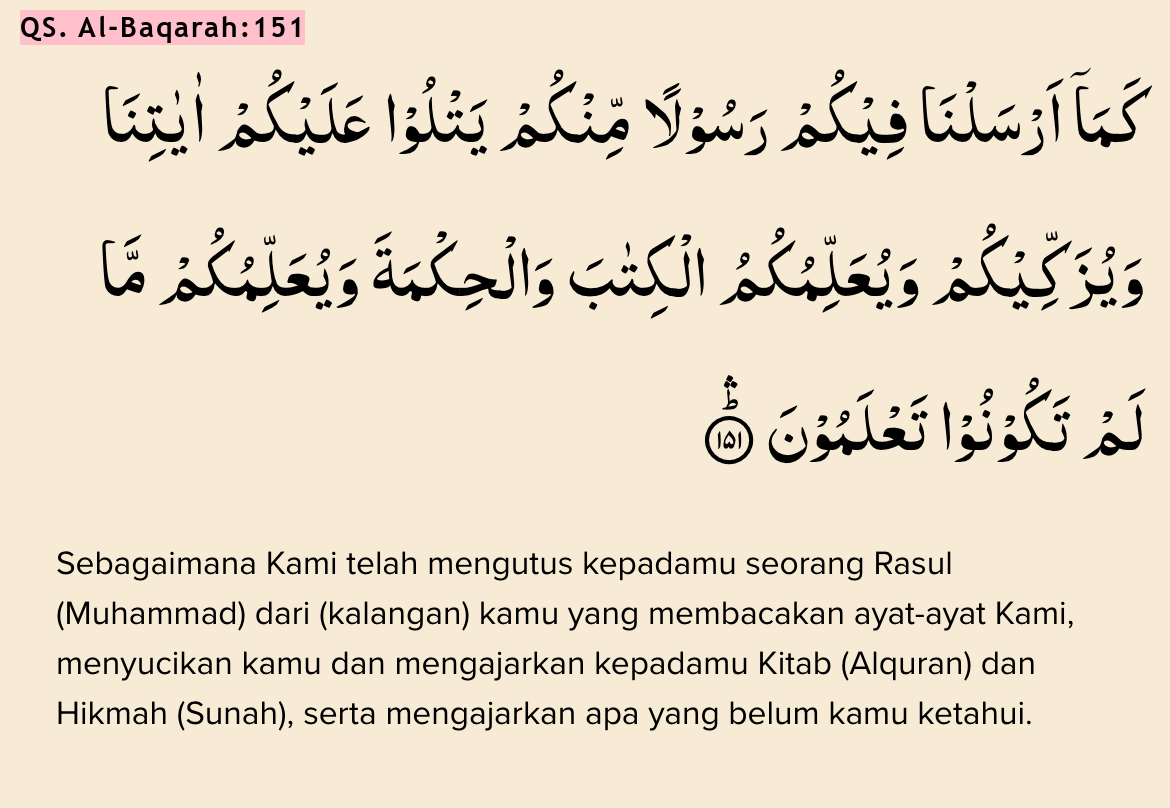 QS. Al-Baqarah:151
كَمَآ اَرْسَلْنَا فِيْكُمْ رَسُوْلًا مِّنْكُمْ يَتْلُوْا عَلَيْكُمْ اٰيٰتِنَا
وَيُزَكِّيْكُمْ وَيُعَلِّمُكُمُ الْكِتٰبَ وَالْحِكْمَةَ وَيُعَلِّمُكُمْ مَّا
لَمْ تَكُوْنُوْا تَعْلَمُوْنَۗ ۝١٥١
Sebagaimana Kami telah mengutus kepadamu seorang Rasul
(Muhammad) dari (kalangan) kamu yang membacakan ayat-ayat Kami,
menyucikan kamu dan mengajarkan kepadamu Kitab (Alquran) dan
Hikmah (Sunah), serta mengajarkan apa yang belum kamu ketahui.